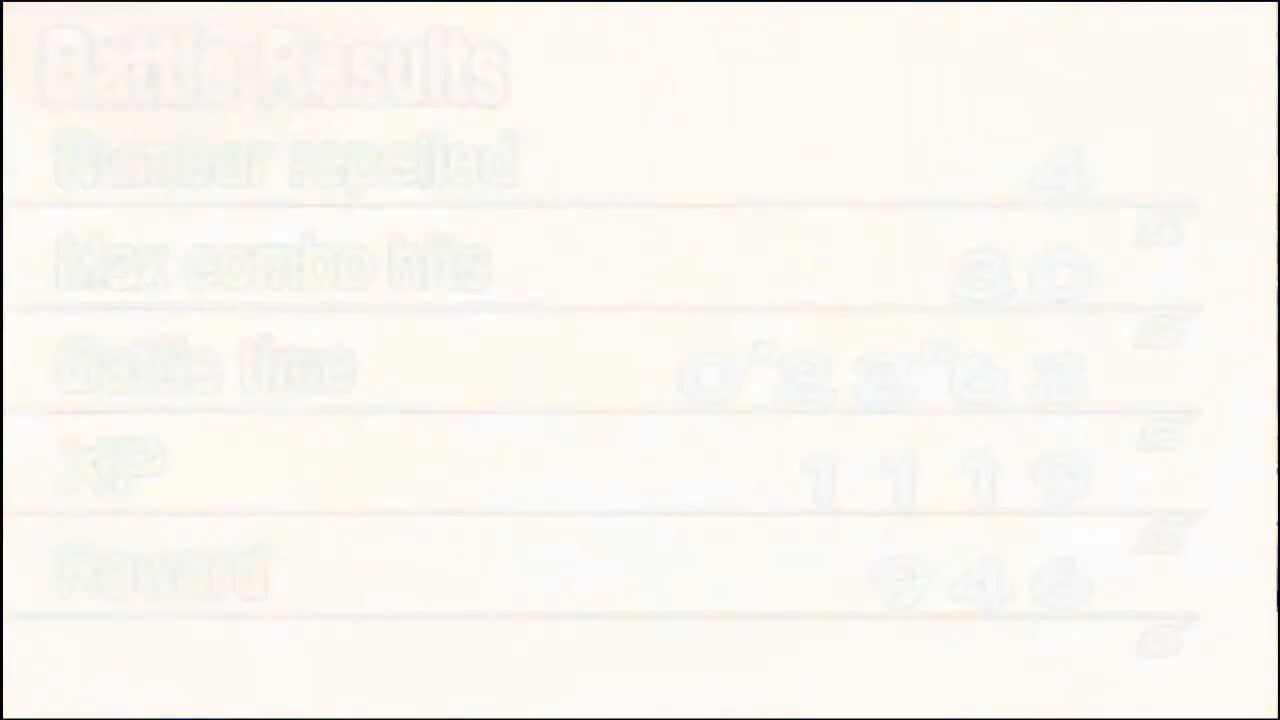 Battle Results
Number repelled 4
Max combo hits 30
Battle time 0'22"63
XP 1119
Reward 946